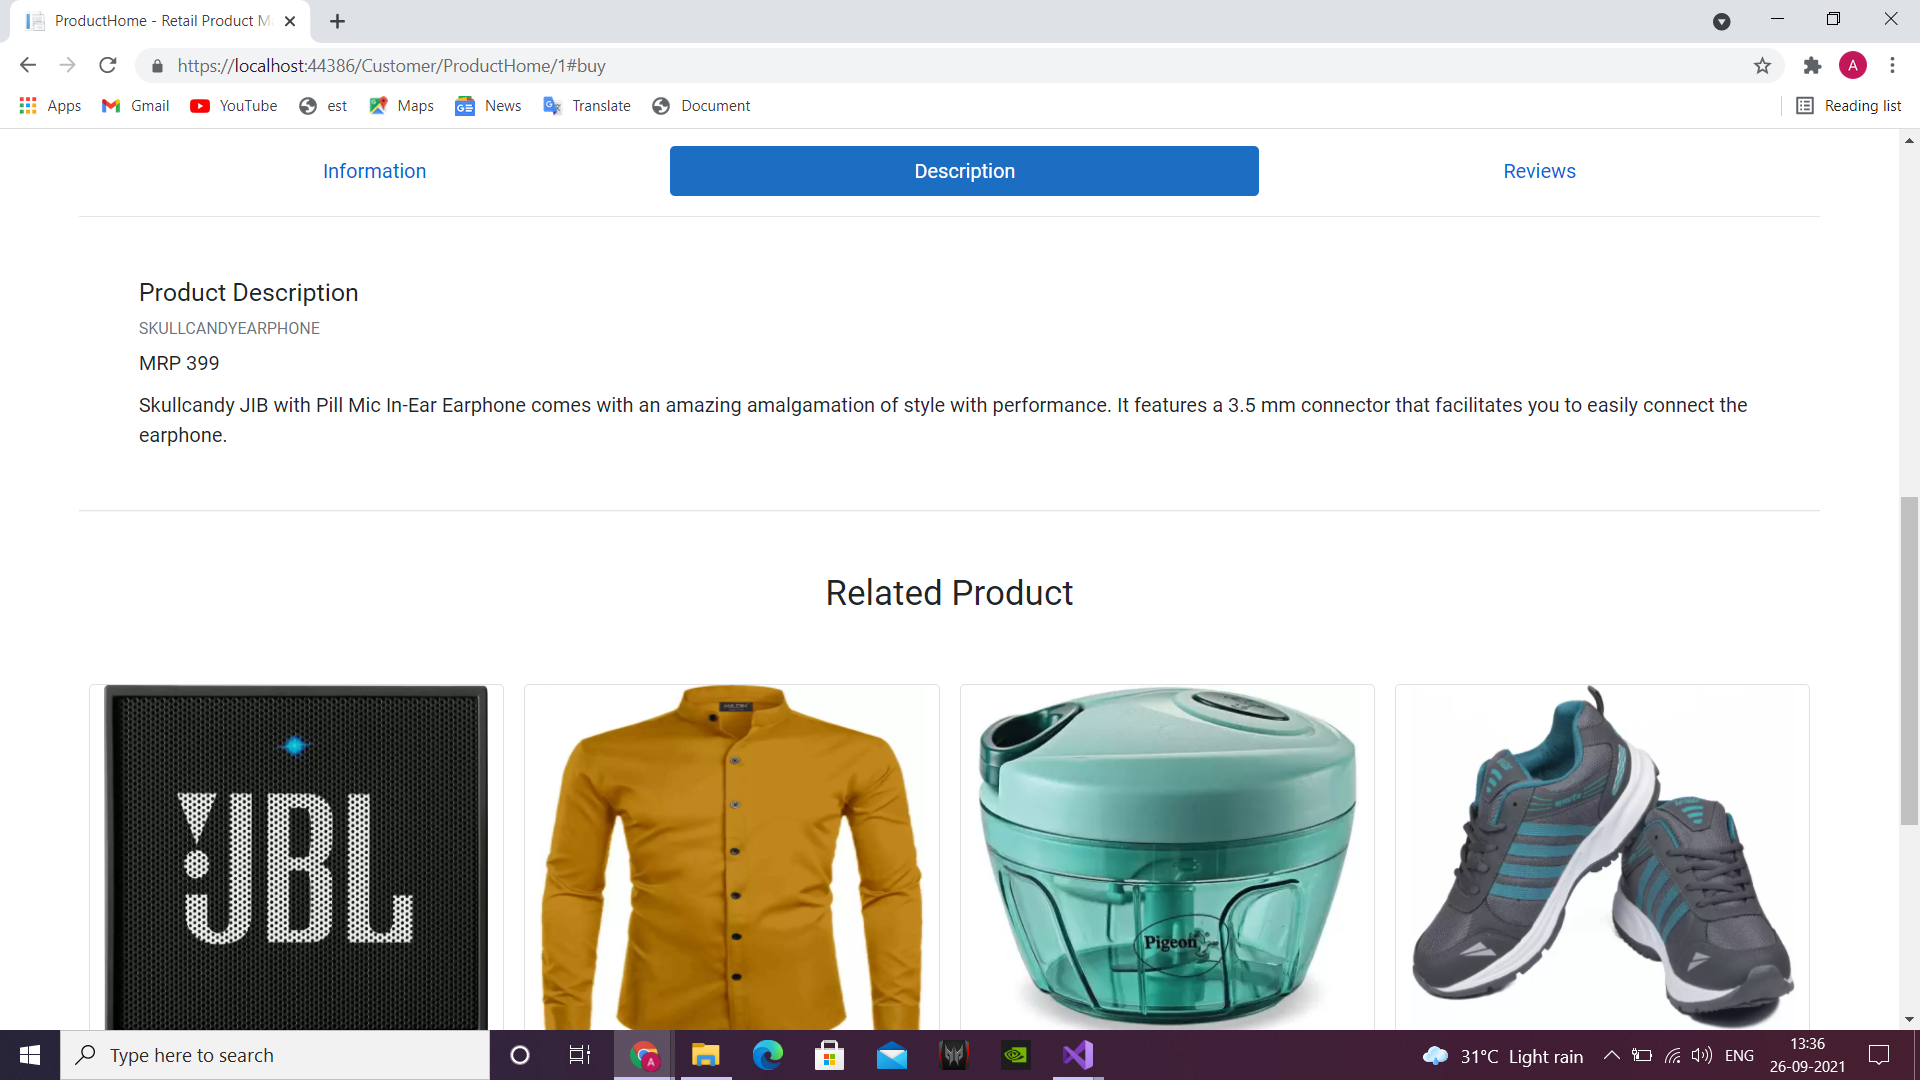 ProductHome - Retail Product M
https://localhost:44386/Customer/ProductHome/1#buy
A
Apps
Gmail
YouTube
est
Maps
News
Translate
Document
Reading list
Information
Description
Reviews
Product Description
SKULLCANDYEARPHONE
MRP 399
Skullcandy JIB with Pill Mic In-Ear Earphone comes with an amazing amalgamation of style with performance. It features a 3.5 mm connector that facilitates you to easily connect the
earphone.
Related Product
JBL
Pigeon
Type here to search
31°C Light rain
ENG
13:36
26-09-2021